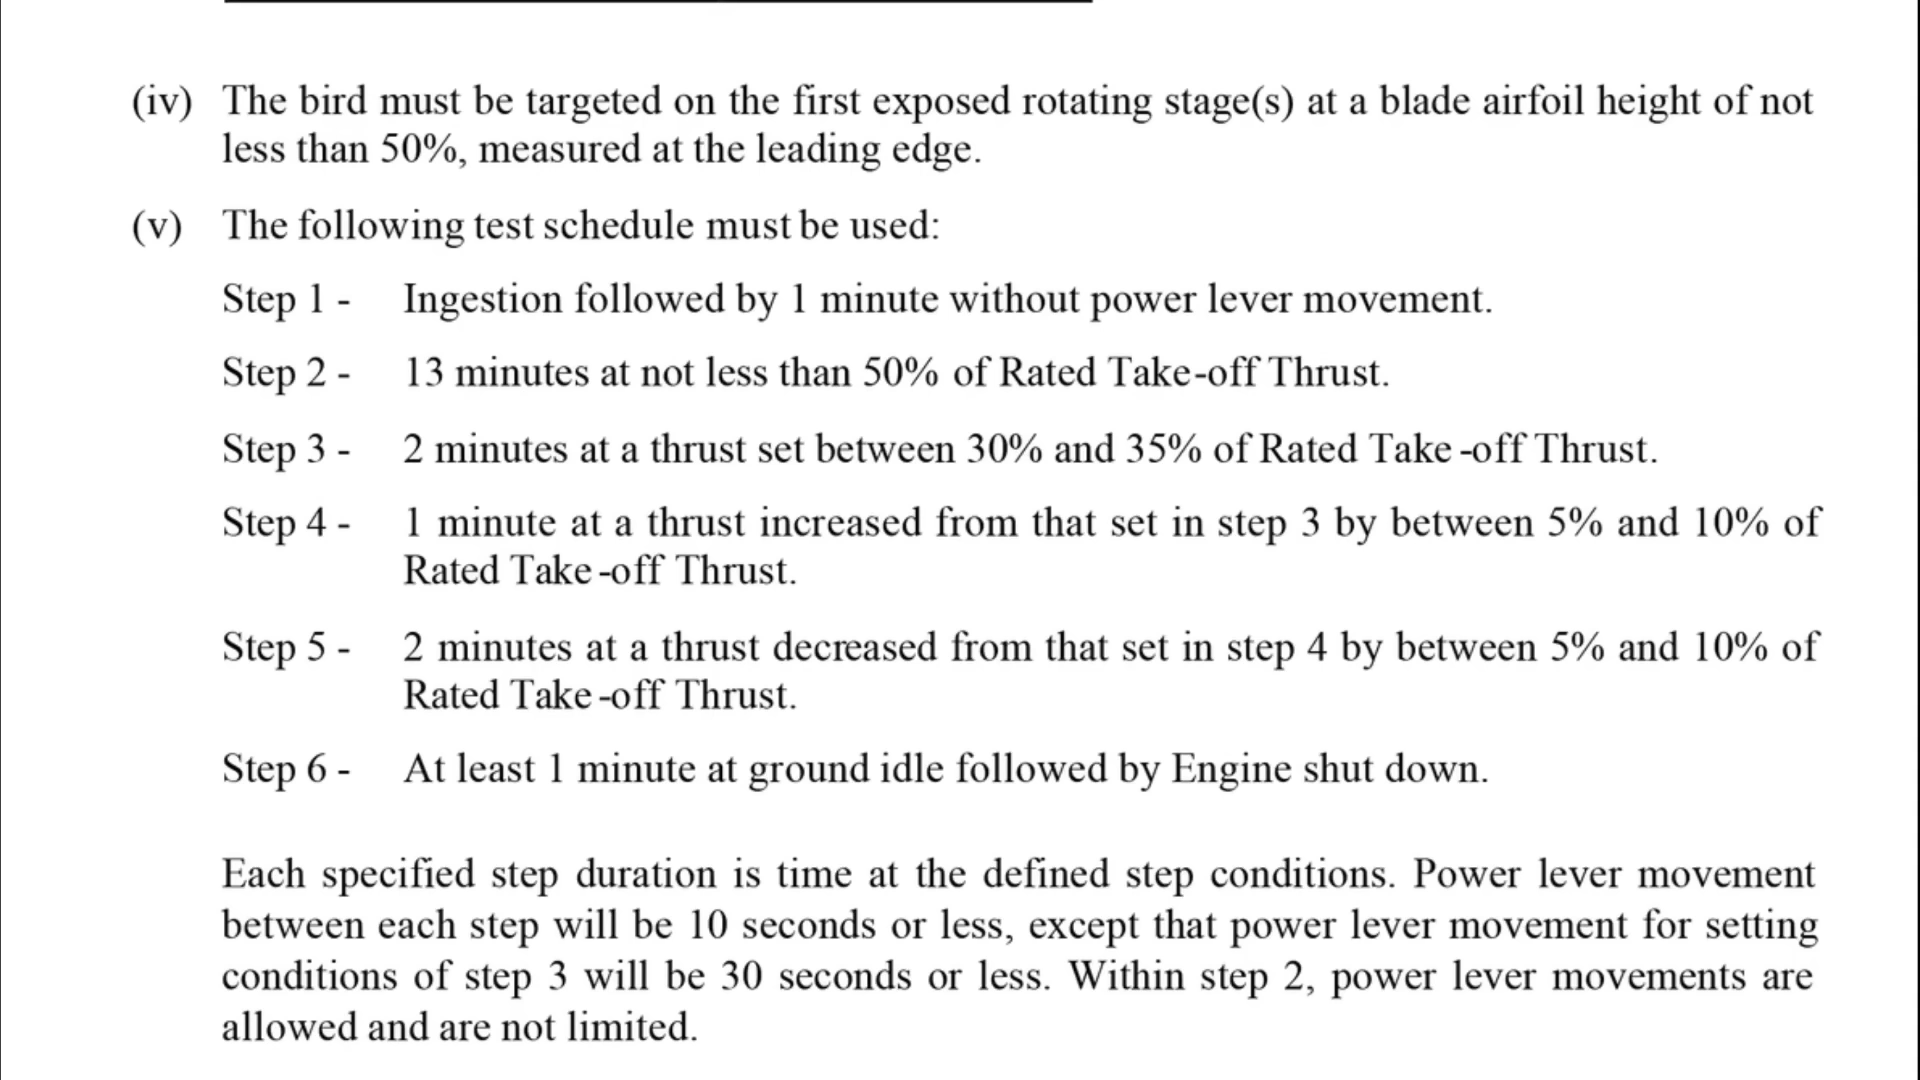 (iv) The bird must be targeted on the first exposed rotating stage(s) at a blade airfoil height of not
less than 50%, measured at the leading edge.
(v) The following test schedule must be used:
Step 1 - Ingestion followed by 1 minute without power lever movement.
Step 2 - 13 minutes at not less than 50% of Rated Take-off Thrust.
Step 3 - 2 minutes at a thrust set between 30% and 35% of Rated Take-off Thrust.
Step 4 - 1 minute at a thrust increased from that set in step 3 by between 5% and 10% of
Rated Take-off Thrust.
Step 5 - 2 minutes at a thrust decreased from that set in step 4 by between 5% and 10% of
Rated Take-off Thrust.
Step 6 - At least 1 minute at ground idle followed by Engine shut down.
Each specified step duration is time at the defined step conditions. Power lever movement
between each step will be 10 seconds or less, except that power lever movement for setting
conditions of step 3 will be 30 seconds or less. Within step 2, power lever movements are
allowed and are not limited.